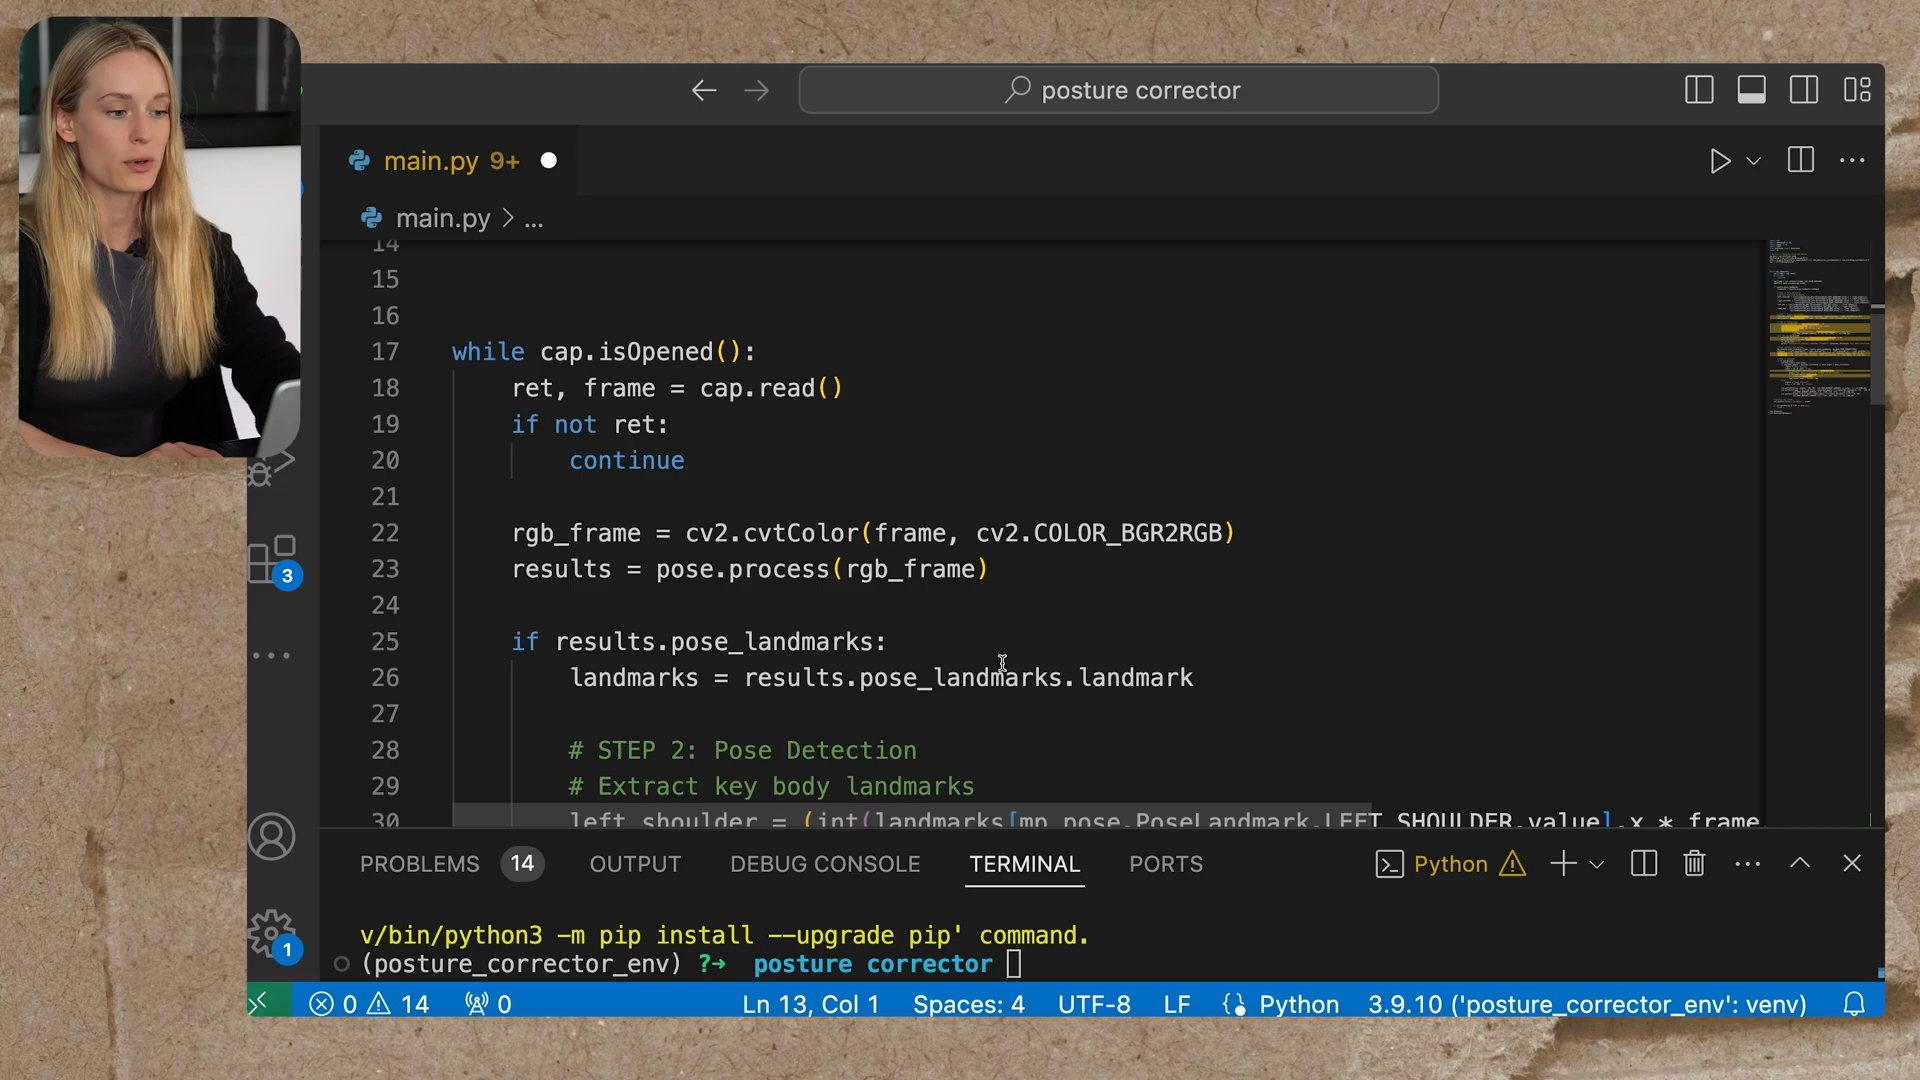 posture corrector
main.py 9+
main.py > ...
14
15
16
17 while cap.isOpened():
18 ret, frame = cap.read()
19 if not ret:
20 continue
21
22 rgb_frame = cv2.cvtColor(frame, cv2.COLOR_BGR2RGB)
23 results = pose.process(rgb_frame)
24
25 if results.pose_landmarks:
26 landmarks = results.pose_landmarks.landmark
27
28 # STEP 2: Pose Detection
29 # Extract key body landmarks
30 left_shoulder = (int(landmarks[mp_pose.PoseLandmark.LEFT_SHOULDER.value].x * frame
3
PROBLEMS 14 OUTPUT DEBUG CONSOLE TERMINAL PORTS Python
v/bin/python3 -m pip install --upgrade pip' command.
(posture_corrector_env) ?→ posture corrector
1
0 14 0 Ln 13, Col 1 Spaces: 4 UTF-8 LF Python 3.9.10 ('posture_corrector_env': venv)